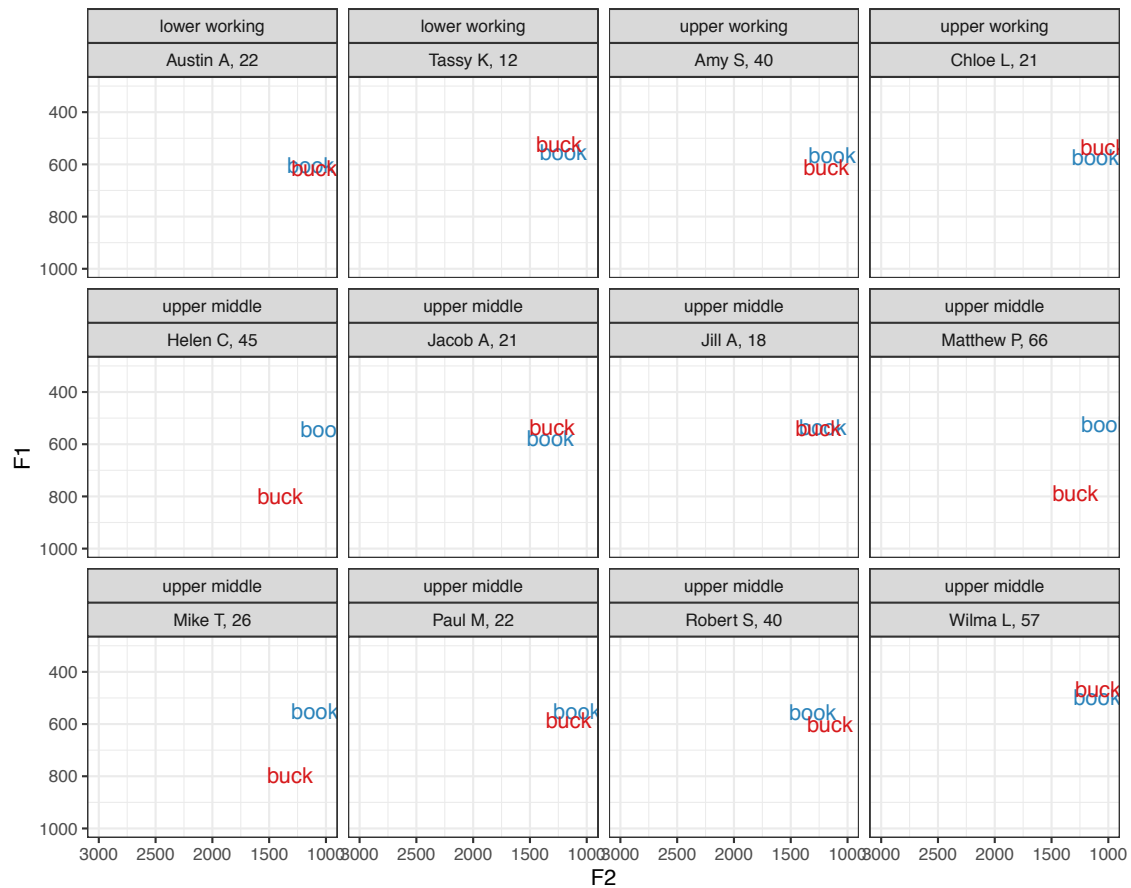 lower working lower working upper working upper working
Austin A, 22 Tassy K, 12 Amy S, 40 Chloe L, 21
400
buck buck
book book book book
600
buck buck
800
1000
upper middle upper middle upper middle upper middle
Helen C, 45 Jacob A, 21 Jill A, 18 Matthew P, 66
400
boo buck book boo
600
book buck
F1
800 buck buck
1000
upper middle upper middle upper middle upper middle
Mike T, 26 Paul M, 22 Robert S, 40 Wilma L, 57
400
buck
book book book book
600
buck buck
800 buck
1000
3000 2500 2000 1500 1000 3000 2500 2000 1500 1000 3000 2500 2000 1500 1000 3000 2500 2000 1500 1000
F2